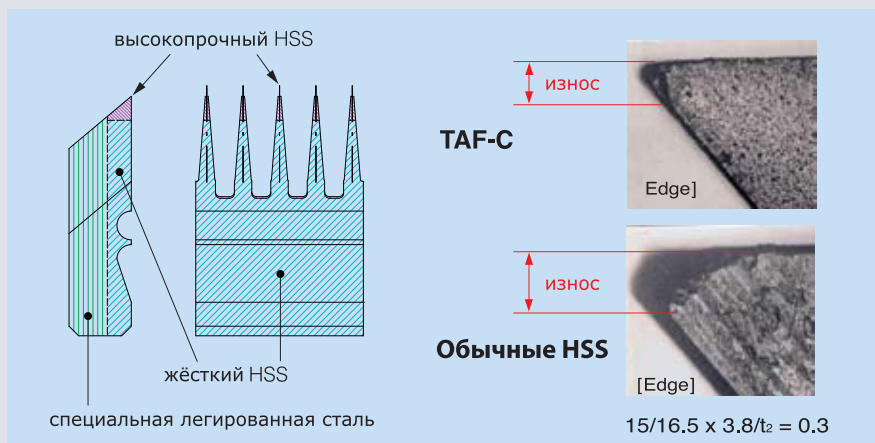 высокопрочный HSS
жёсткий HSS
специальная легированная сталь
TAF-C
износ
Edge]
Обычные HSS
износ
[Edge]
15/16.5 x 3.8/t₂ = 0.3